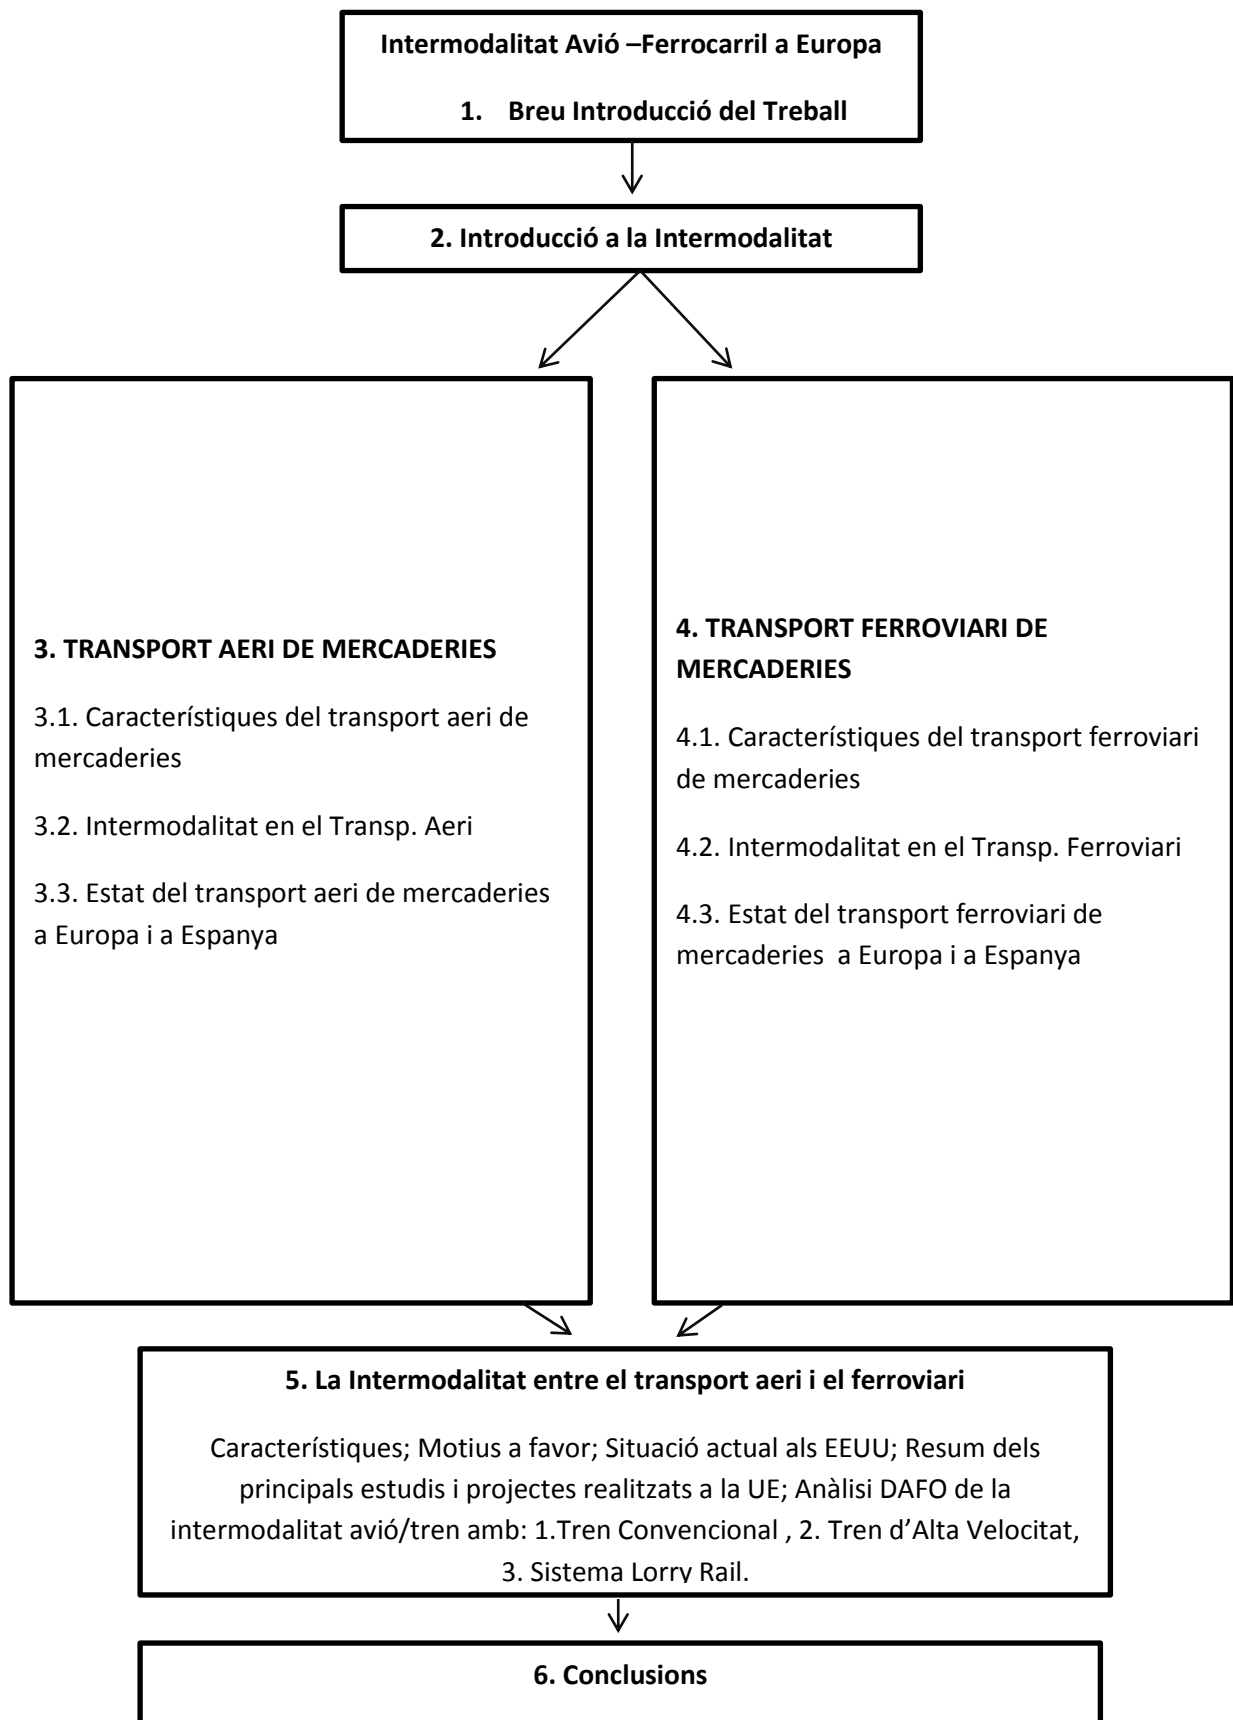 Intermodalitat Avió –Ferrocarril a Europa
1. Breu Introducció del Treball
2. Introducció a la Intermodalitat
3. TRANSPORT AERI DE MERCADERIES
3.1. Característiques del transport aeri de
mercaderies
3.2. Intermodalitat en el Transp. Aeri
3.3. Estat del transport aeri de mercaderies
a Europa i a Espanya
4. TRANSPORT FERROVIARI DE
MERCADERIES
4.1. Característiques del transport ferroviari
de mercaderies
4.2. Intermodalitat en el Transp. Ferroviari
4.3. Estat del transport ferroviari de
mercaderies  a Europa i a Espanya
5. La Intermodalitat entre el transport aeri i el ferroviari
Característiques; Motius a favor; Situació actual als EEUU; Resum dels
principals estudis i projectes realitzats a la UE; Anàlisi DAFO de la
intermodalitat avió/tren amb: 1.Tren Convencional , 2. Tren d’Alta Velocitat,
3. Sistema Lorry Rail.
6. Conclusions